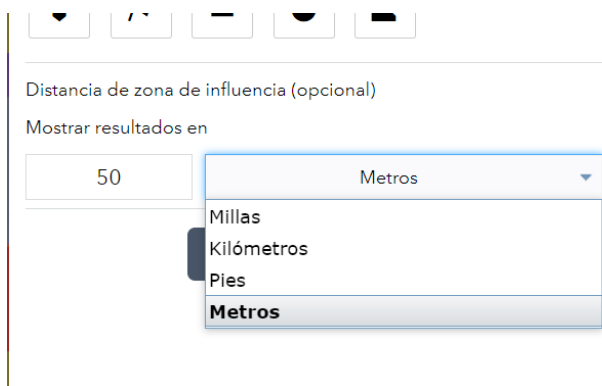 Distancia de zona de influencia (opcional)
Mostrar resultados en
50 Metros
Millas
Kilómetros
Pies
Metros